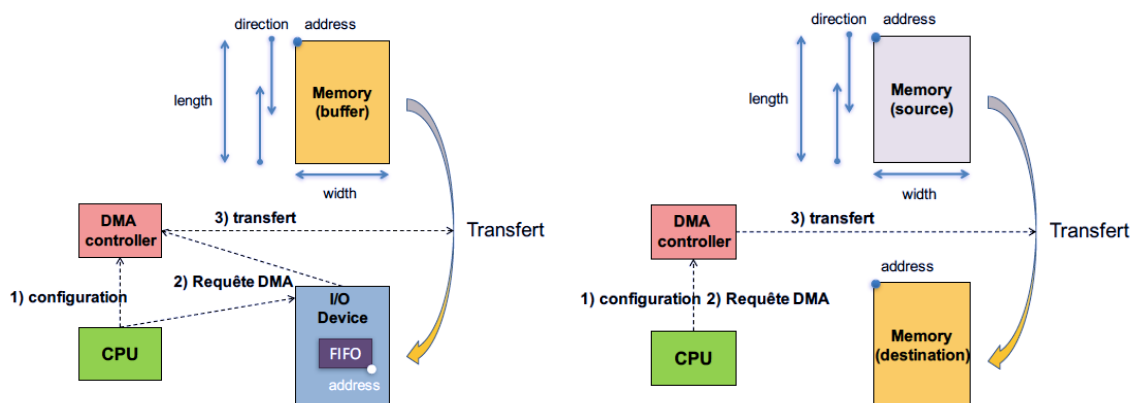 direction
address
length
Memory
(buffer)
width
DMA
controller
3) transfert
Transfert
2) Requête DMA
1) configuration
I/O
Device
CPU
FIFO
address
direction
address
length
Memory
(source)
width
DMA
controller
3) transfert
Transfert
address
1) configuration
2) Requête DMA
CPU
Memory
(destination)